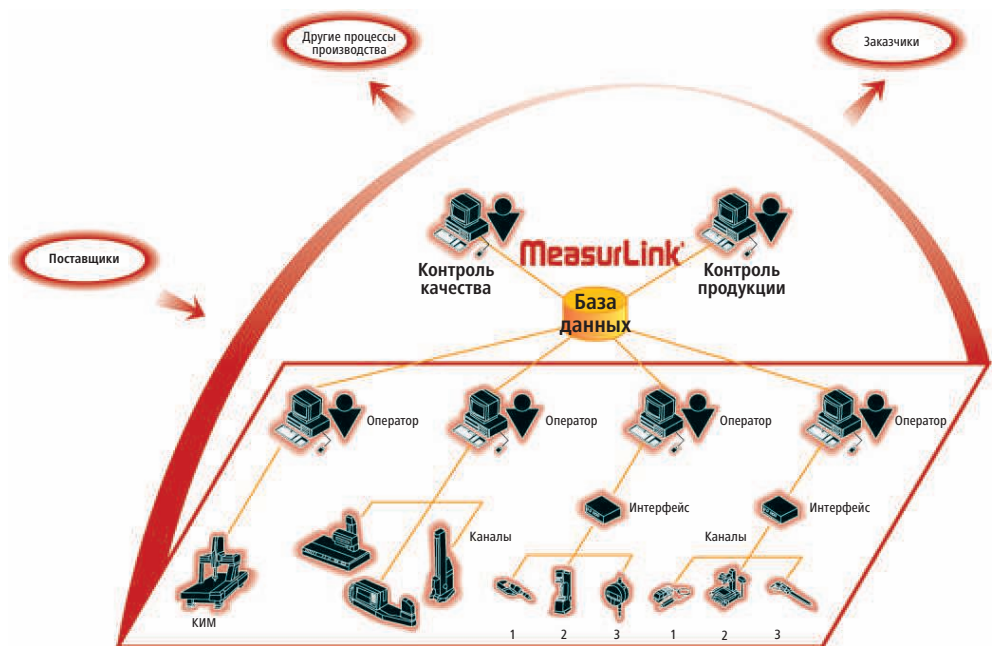 Другие процессы
производства
Заказчики
Поставщики
MeasurLink®
Контроль
качества
Контроль
продукции
База
данных
Оператор
Оператор
Оператор
Оператор
Интерфейс
Интерфейс
Каналы
Каналы
КИМ
1
2
3
1
2
3